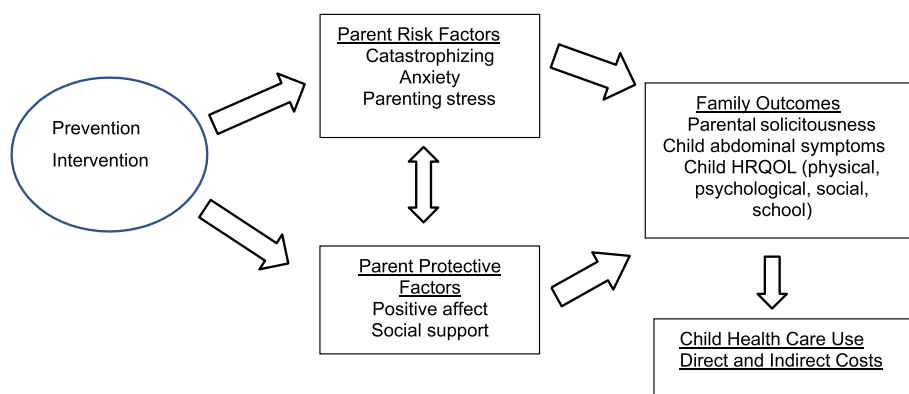 Prevention
Intervention
Parent Risk Factors
Catastrophizing
Anxiety
Parenting stress
Parent Protective
Factors
Positive affect
Social support
Family Outcomes
Parental solicitousness
Child abdominal symptoms
Child HRQOL (physical,
psychological, social,
school)
Child Health Care Use
Direct and Indirect Costs